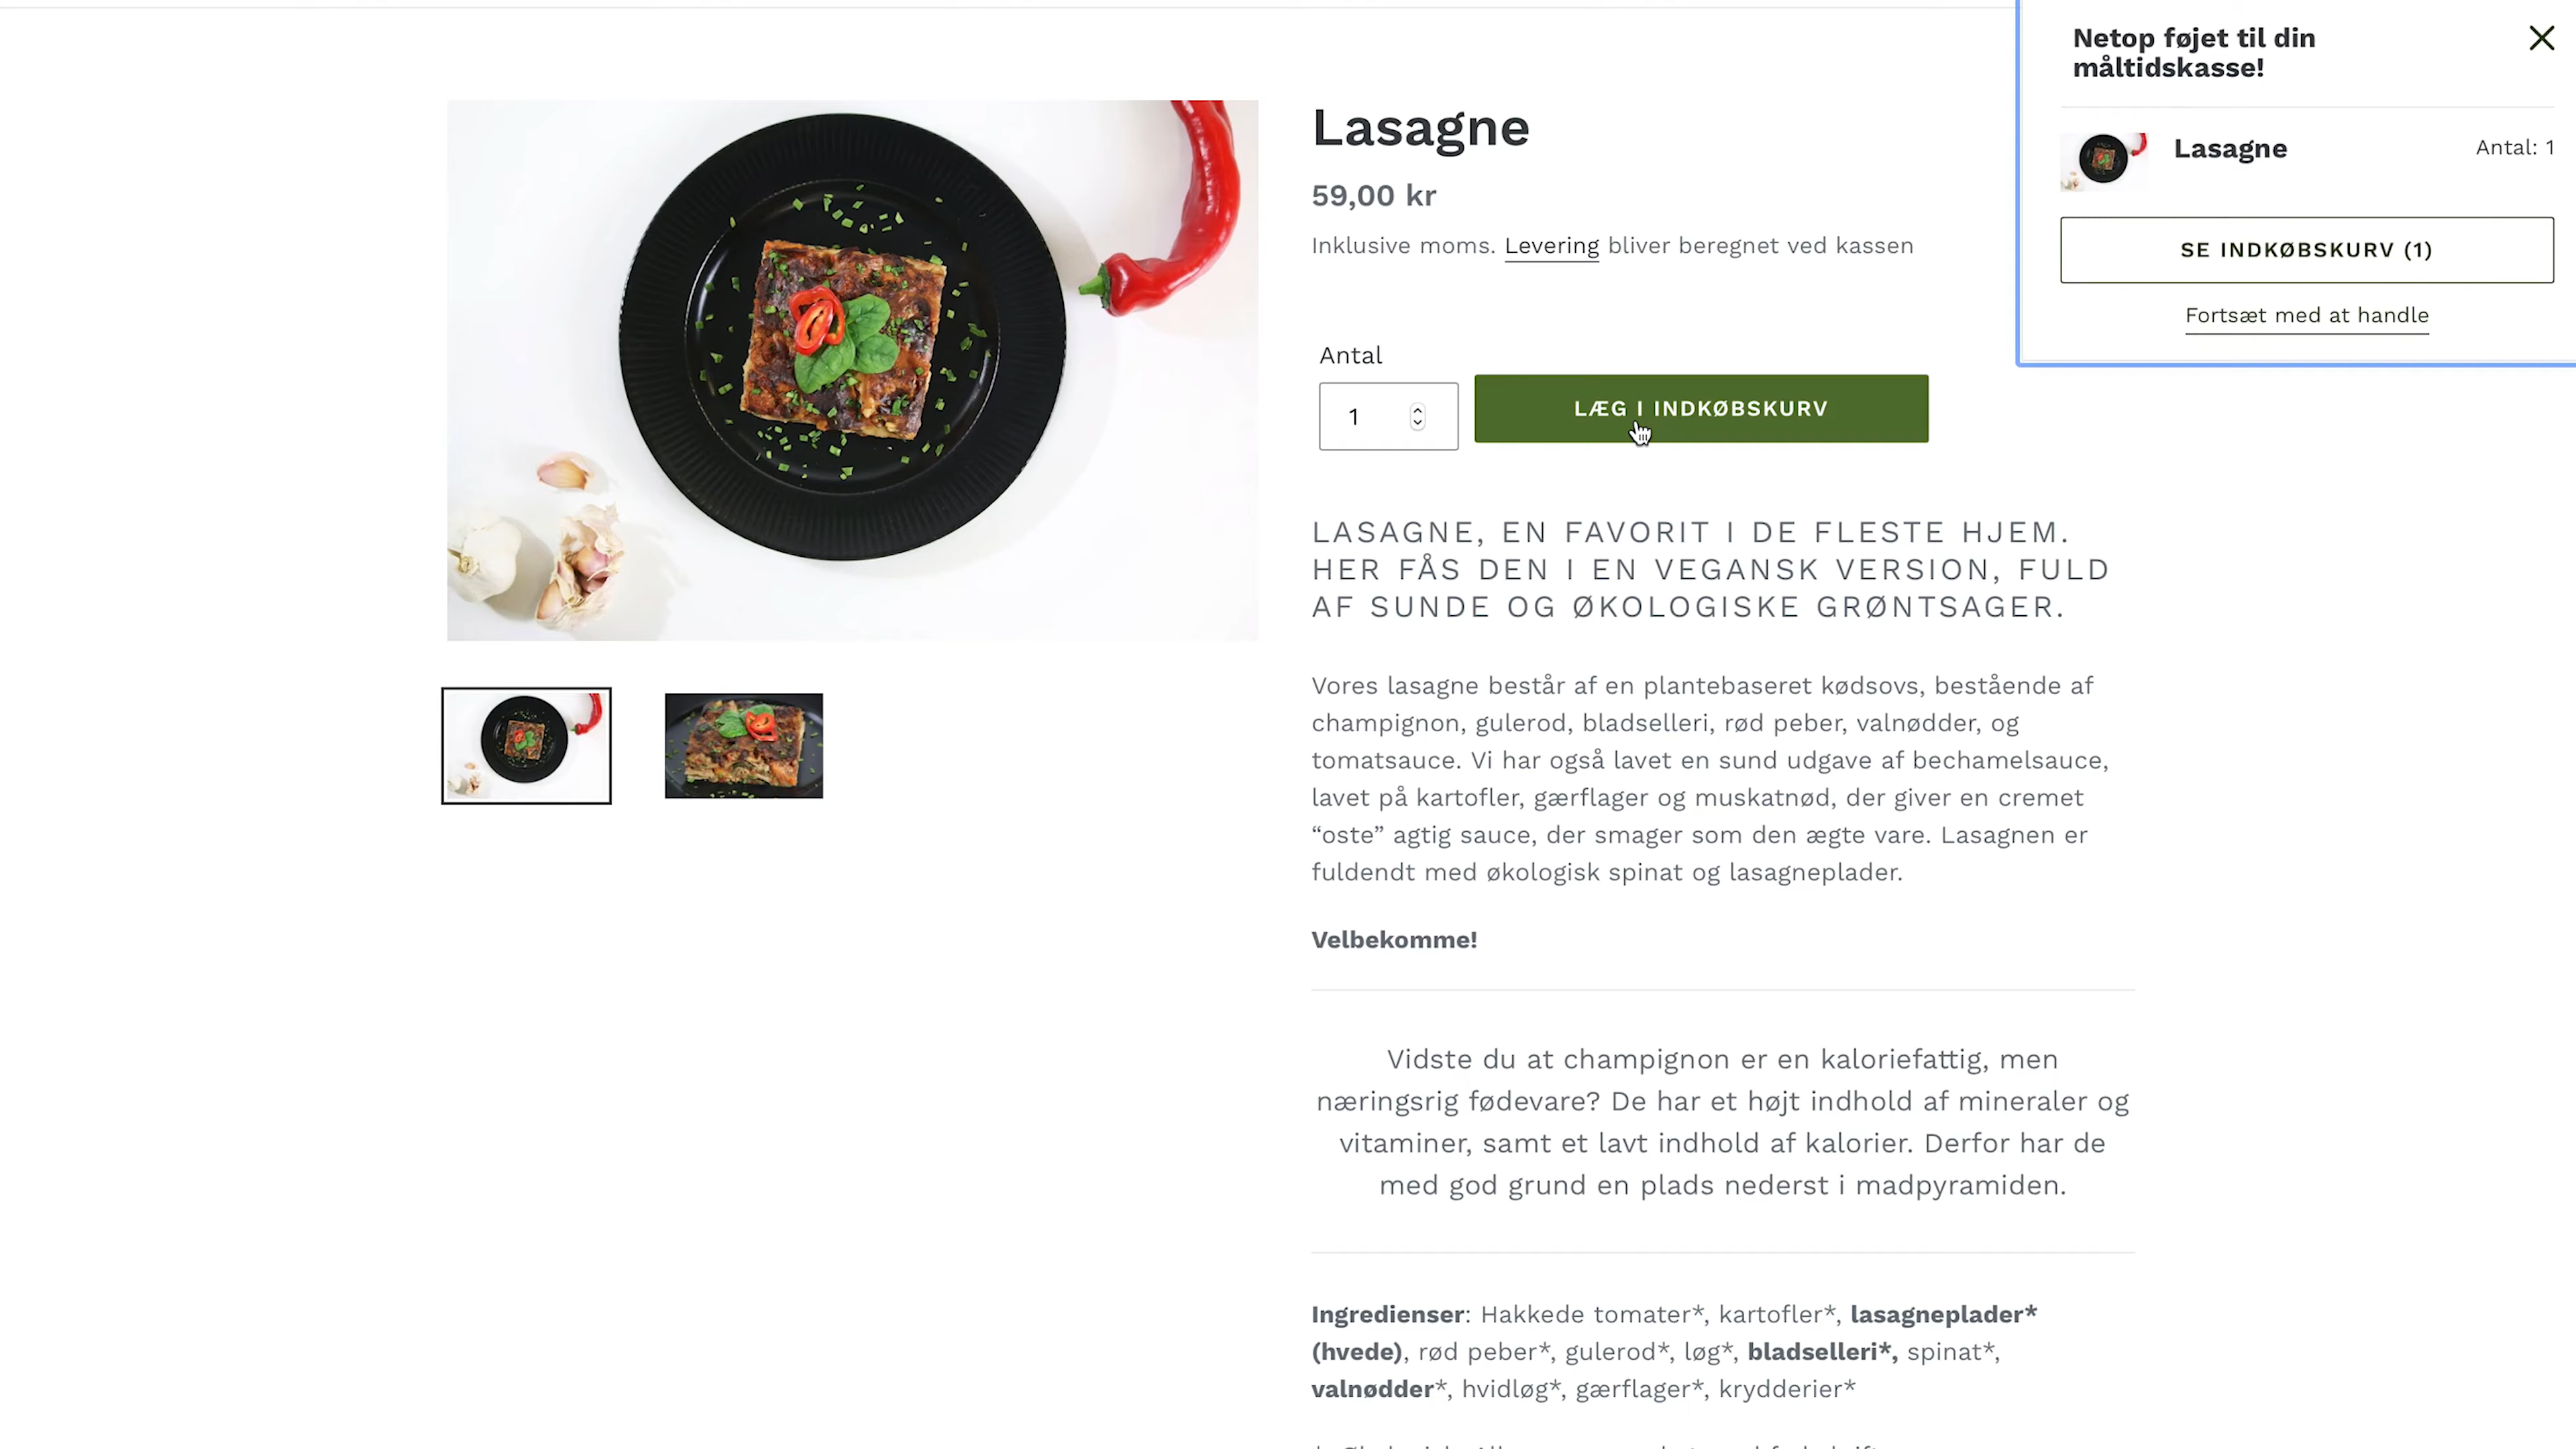 Netop føjet til din
måltidskasse!
Lasagne
Antal: 1
SE INDKØBSKURV (1)
Fortsæt med at handle
Lasagne
59,00 kr
Inklusive moms. Levering bliver beregnet ved kassen
Antal
1
LÆG I INDKØBSKURV
LASAGNE, EN FAVORIT I DE FLESTE HJEM.
HER FÅS DEN I EN VEGANSK VERSION, FULD
AF SUNDE OG ØKOLOGISKE GRØNTSAGER.
Vores lasagne består af en plantebaseret kødsovs, bestående af
champignon, gulerod, bladselleri, rød peber, valnødder, og
tomatsauce. Vi har også lavet en sund udgave af bechamelsauce,
lavet på kartofler, gærflager og muskatnød, der giver en cremet
“oste” agtig sauce, der smager som den ægte vare. Lasagnen er
fuldendt med økologisk spinat og lasagneplader.
Velbekomme!
Vidste du at champignon er en kaloriefattig, men
næringsrig fødevare? De har et højt indhold af mineraler og
vitaminer, samt et lavt indhold af kalorier. Derfor har de
med god grund en plads nederst i madpyramiden.
Ingredienser: Hakkede tomater*, kartofler*, lasagneplader*
(hvede), rød peber*, gulerod*, løg*, bladselleri*, spinat*,
valnødder*, hvidløg*, gærflager*, krydderier*